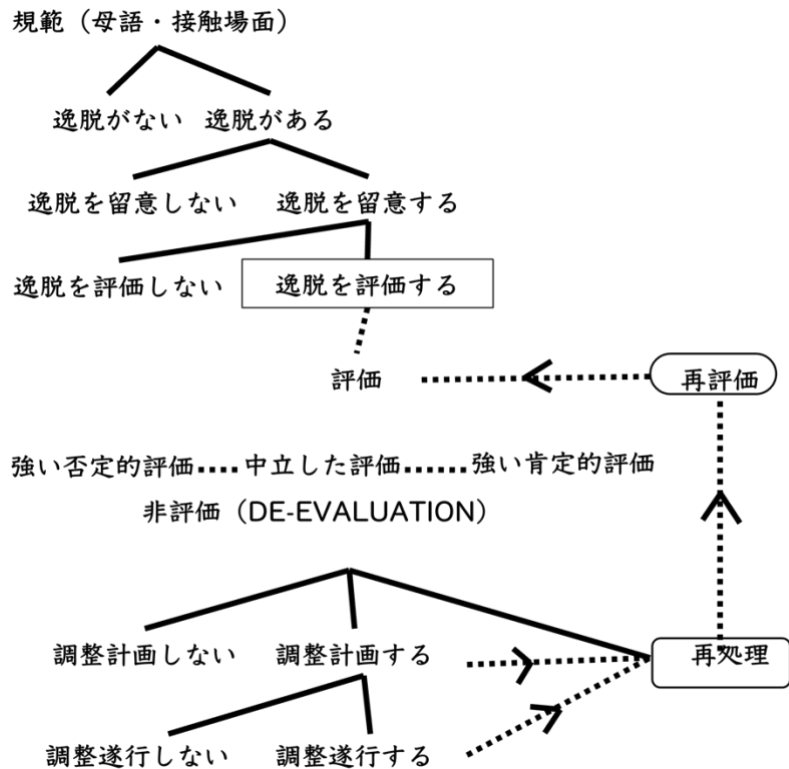 規範（母語・接触場面）
逸脱がない 逸脱がある
逸脱を留意しない 逸脱を留意する
逸脱を評価しない 逸脱を評価する
評価 再評価
強い否定的評価 中立した評価 強い肯定的評価
非評価（DE-EVALUATION）
調整計画しない 調整計画する 再処理
調整遂行しない 調整遂行する